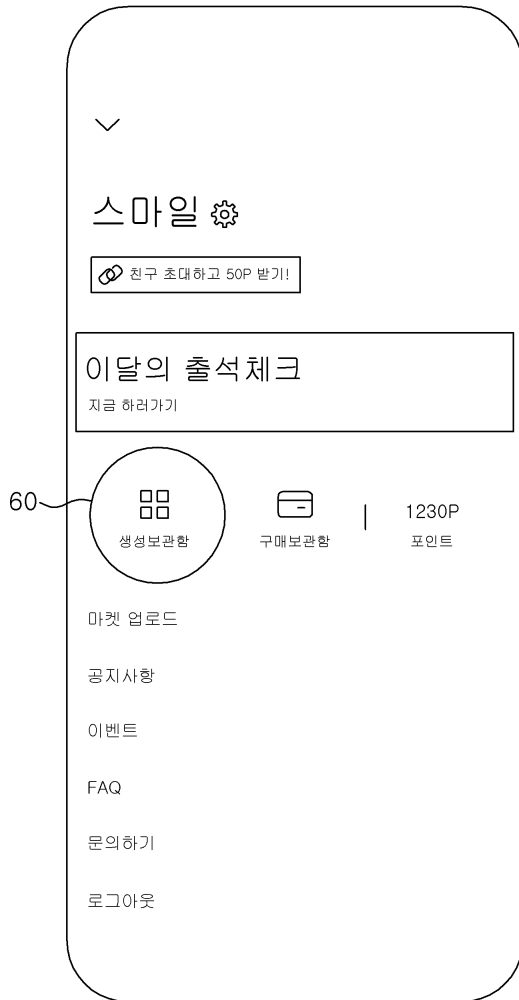 스마일
친구 초대하고 50P 받기!
이달의 출석체크
지금 하러가기
60
생성보관함
구매보관함
1230P
포인트
마켓 업로드
공지사항
이벤트
FAQ
문의하기
로그아웃